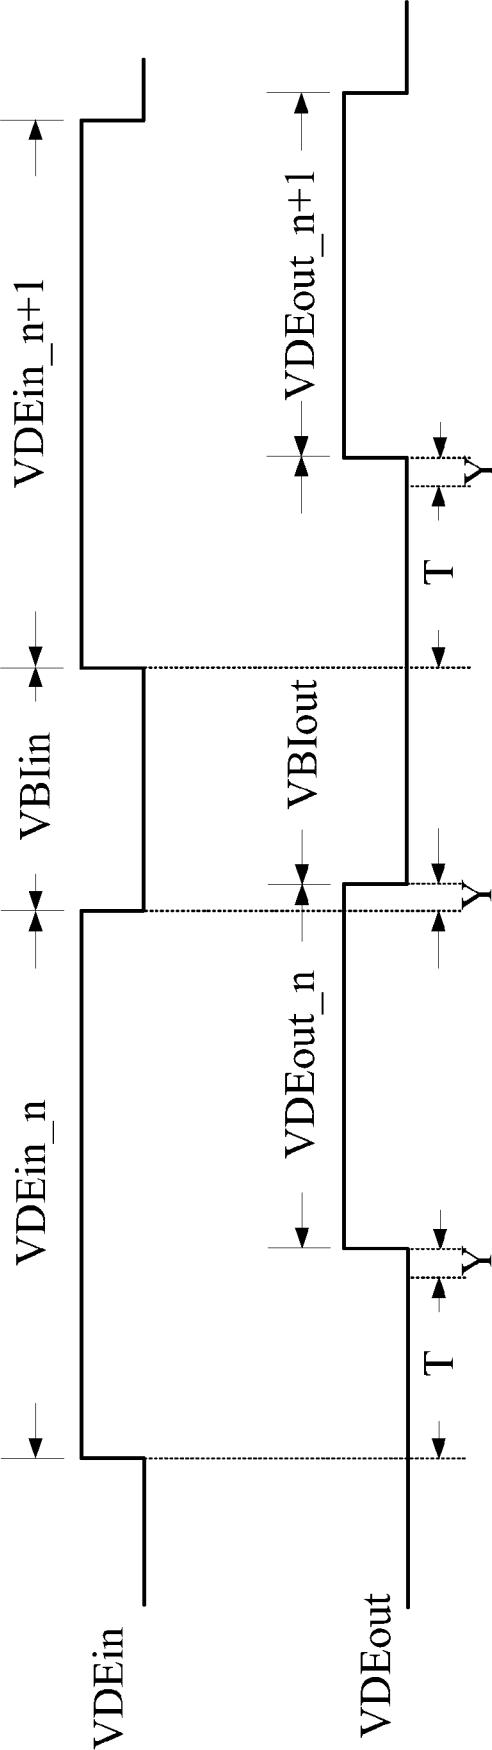 VDEin
VDEin_n
VBIin
VDEin_n+1
VDEout
VDEout_n
VBIout
VDEout_n+1
T
Y
Y
T
Y